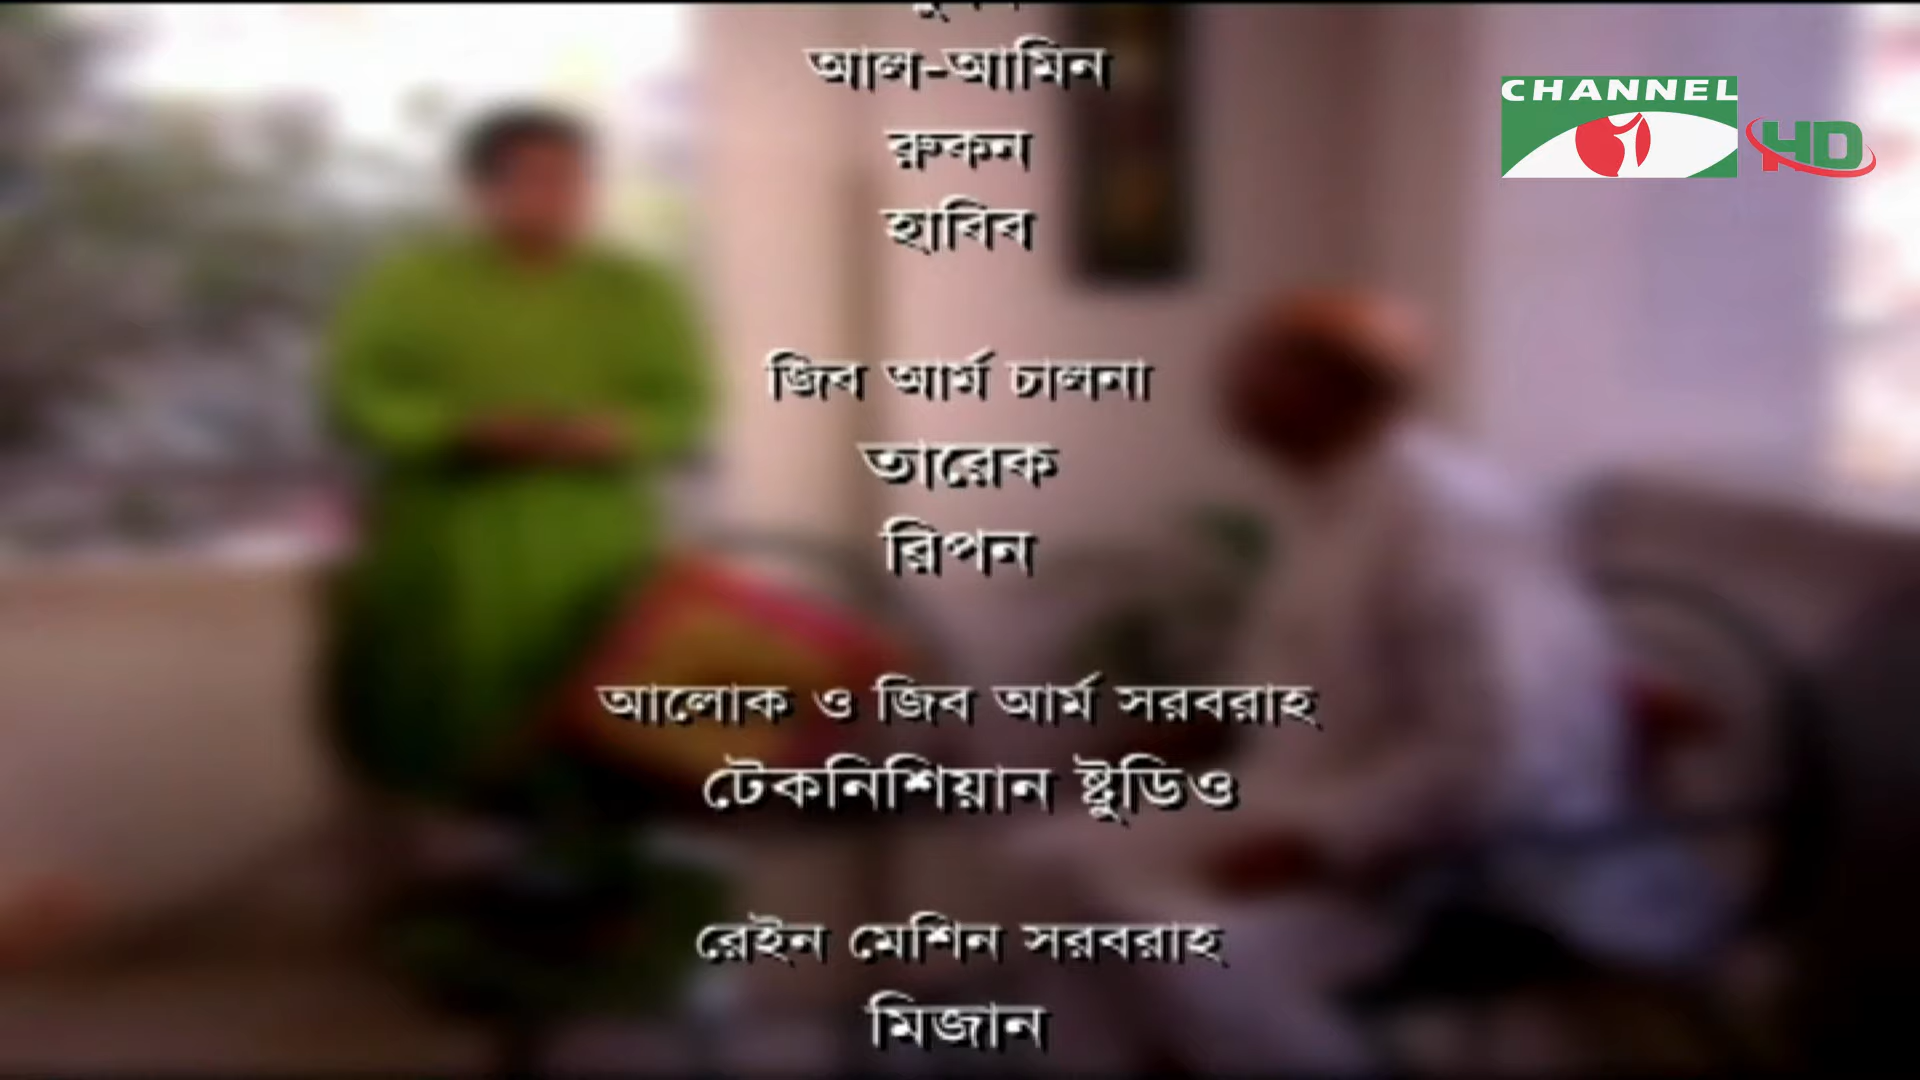 আল-আমিন
রুকন
হাবিব
জিব আর্ম চালনা
তারেক
রিপন
আলোক ও জিব আর্ম সরবরাহ
টেকনিশিয়ান ষ্টুডিও
রেইন মেশিন সরবরাহ
মিজান
CHANNEL
HD